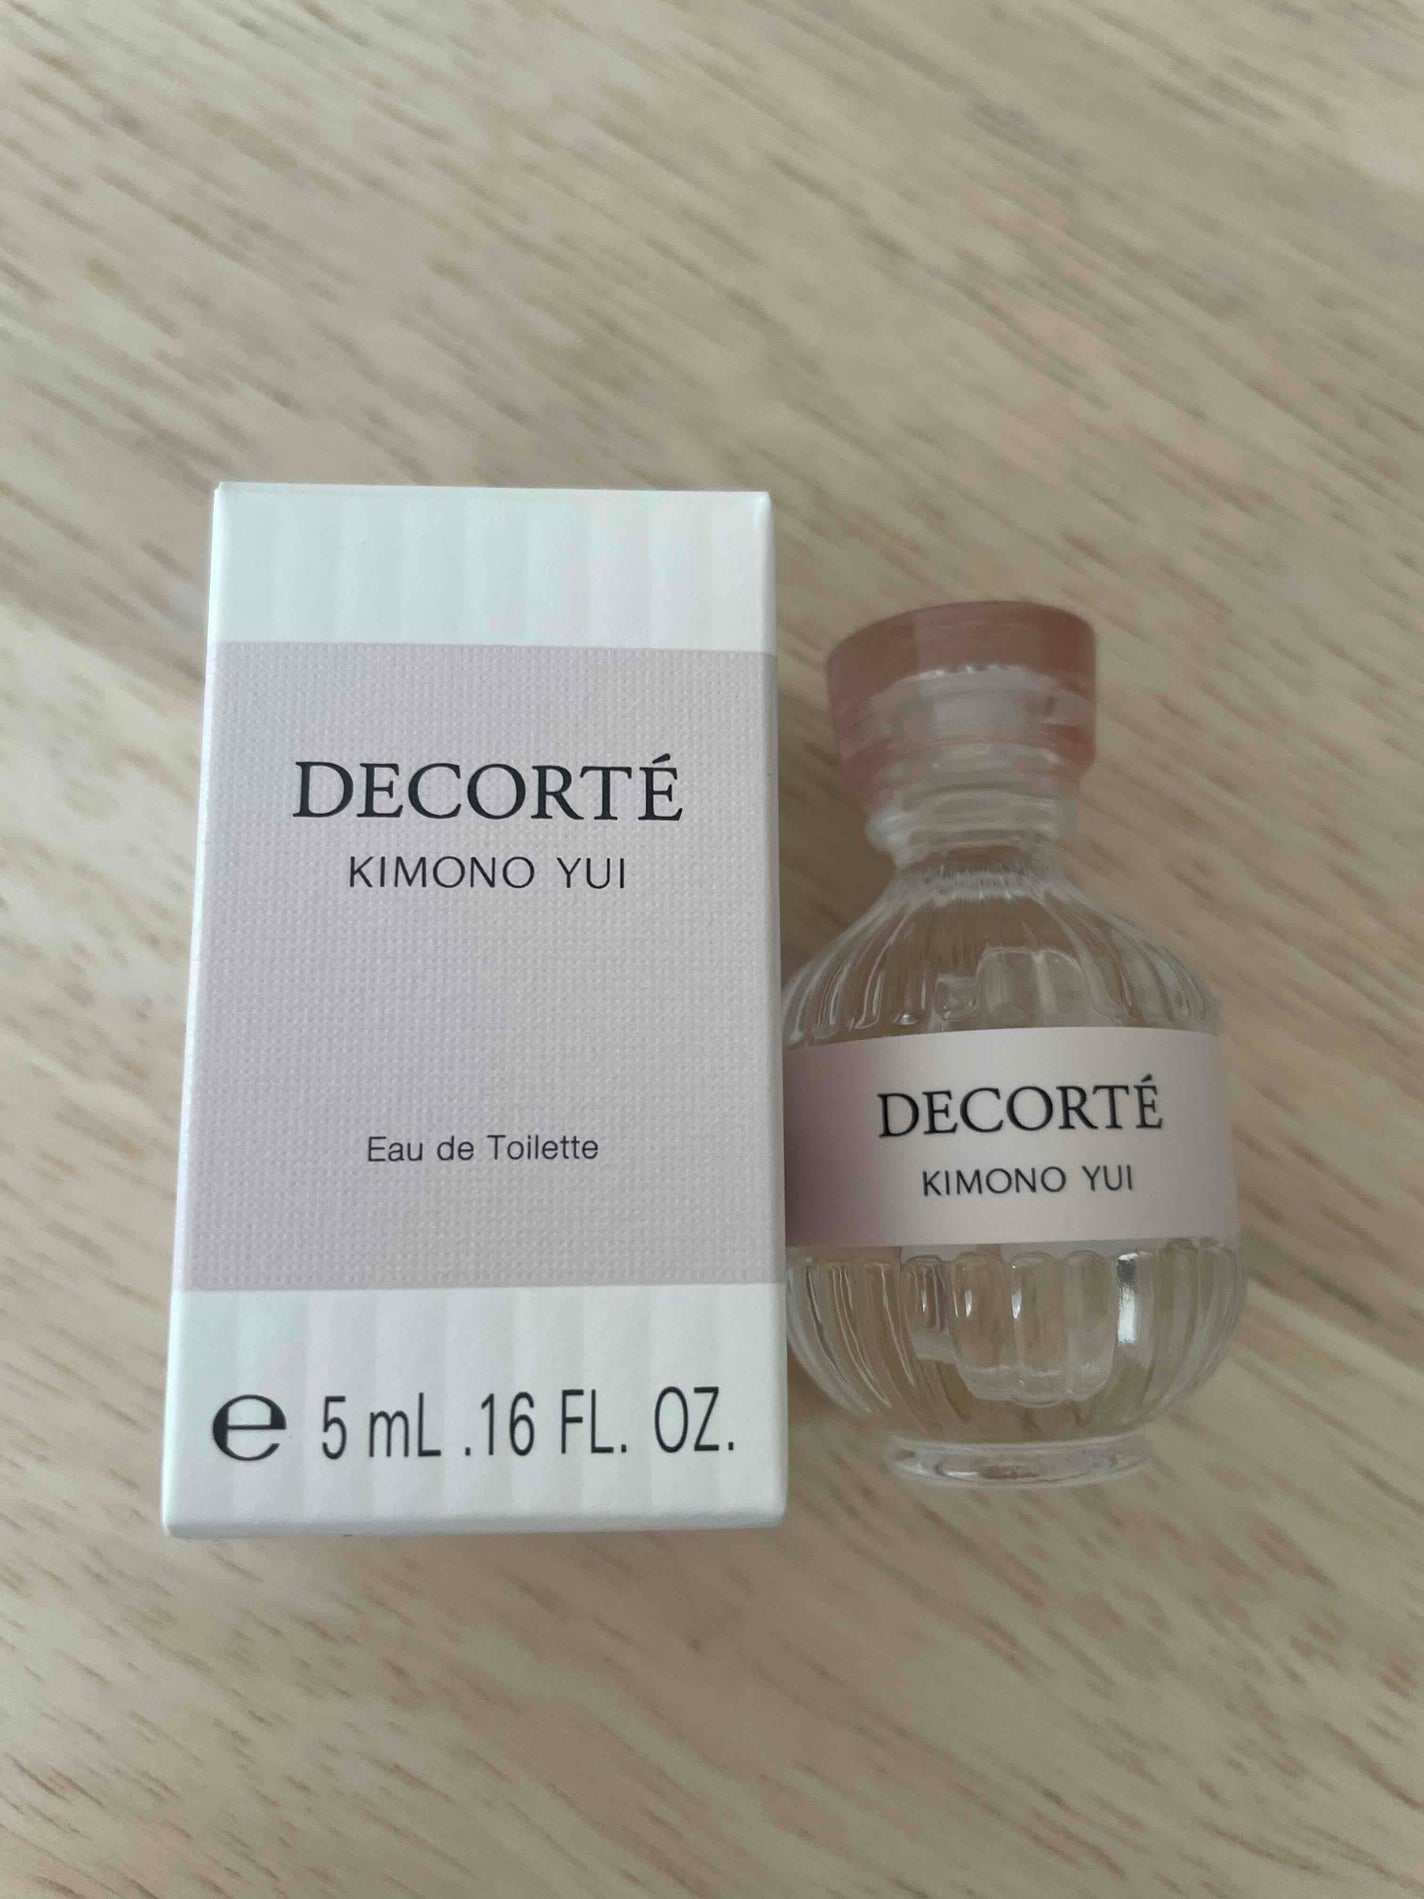 DECORTÉ
KIMONO YUI
Eau de Toilette
℮ 5 mL .16 FL. OZ.
DECORTÉ
KIMONO YUI